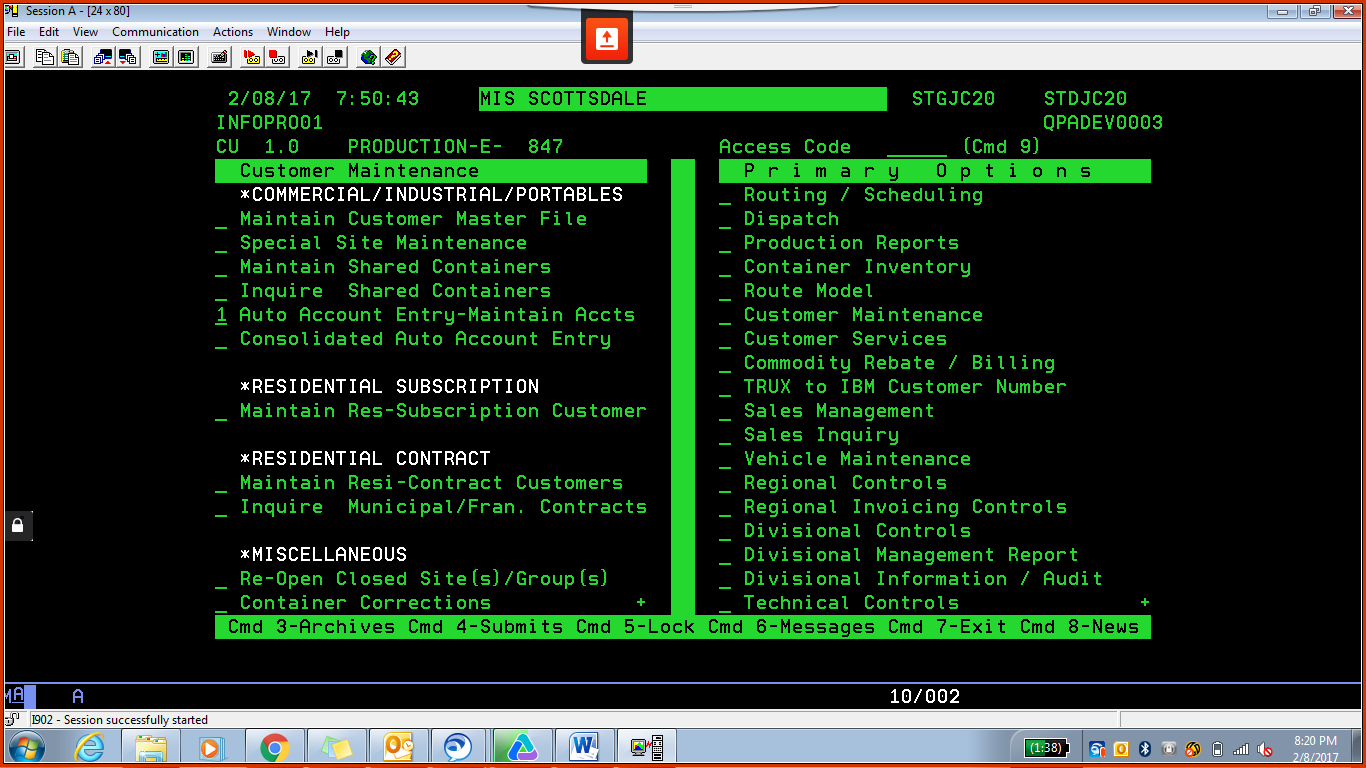 Session A - [24 x 80]
File Edit View Communication Actions Window Help
2/08/17 7:50:43 MIS SCOTTSDALE STGJC20 STDJC20
INFOPRO01 QPADEV0003
CU 1.0 PRODUCTION-E- 847 Access Code ______ (Cmd 9)
Customer Maintenance P r i m a r y O p t i o n s
*COMMERCIAL/INDUSTRIAL/PORTABLES _ Routing / Scheduling
_ Maintain Customer Master File _ Dispatch
_ Special Site Maintenance _ Production Reports
_ Maintain Shared Containers _ Container Inventory
_ Inquire Shared Containers _ Route Model
1 Auto Account Entry-Maintain Accts _ Customer Maintenance
_ Consolidated Auto Account Entry _ Customer Services
_ Commodity Rebate / Billing
*RESIDENTIAL SUBSCRIPTION _ TRUX to IBM Customer Number
_ Maintain Res-Subscription Customer _ Sales Management
_ Sales Inquiry
*RESIDENTIAL CONTRACT _ Vehicle Maintenance
_ Maintain Resi-Contract Customers _ Regional Controls
_ Inquire Municipal/Fran. Contracts _ Regional Invoicing Controls
_ Divisional Controls
*MISCELLANEOUS _ Divisional Management Report
_ Re-Open Closed Site(s)/Group(s) _ Divisional Information / Audit
_ Container Corrections + _ Technical Controls +
Cmd 3-Archives Cmd 4-Submits Cmd 5-Lock Cmd 6-Messages Cmd 7-Exit Cmd 8-News
MA A 10/002
I902 - Session successfully started
(1:38) 8:20 PM
2/8/2017